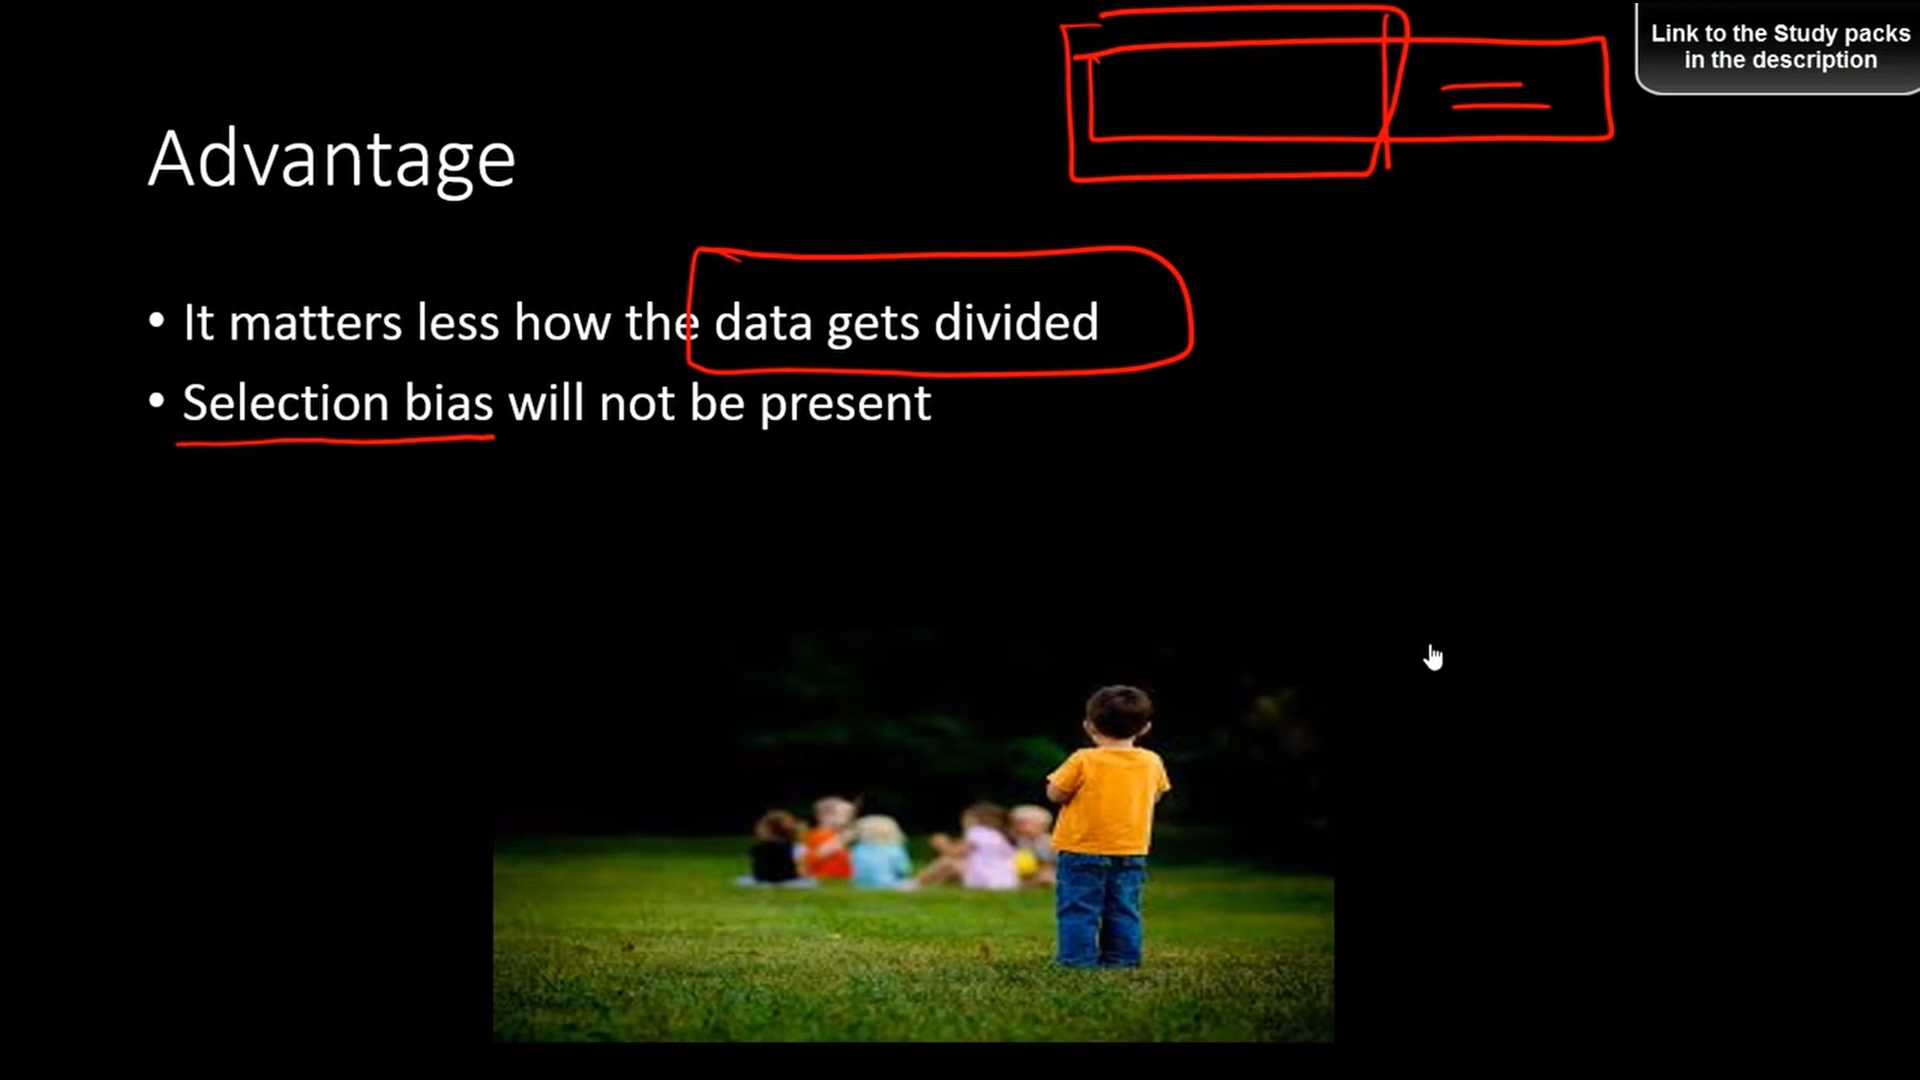 Link to the Study packs
in the description
Advantage
• It matters less how the data gets divided
• Selection bias will not be present